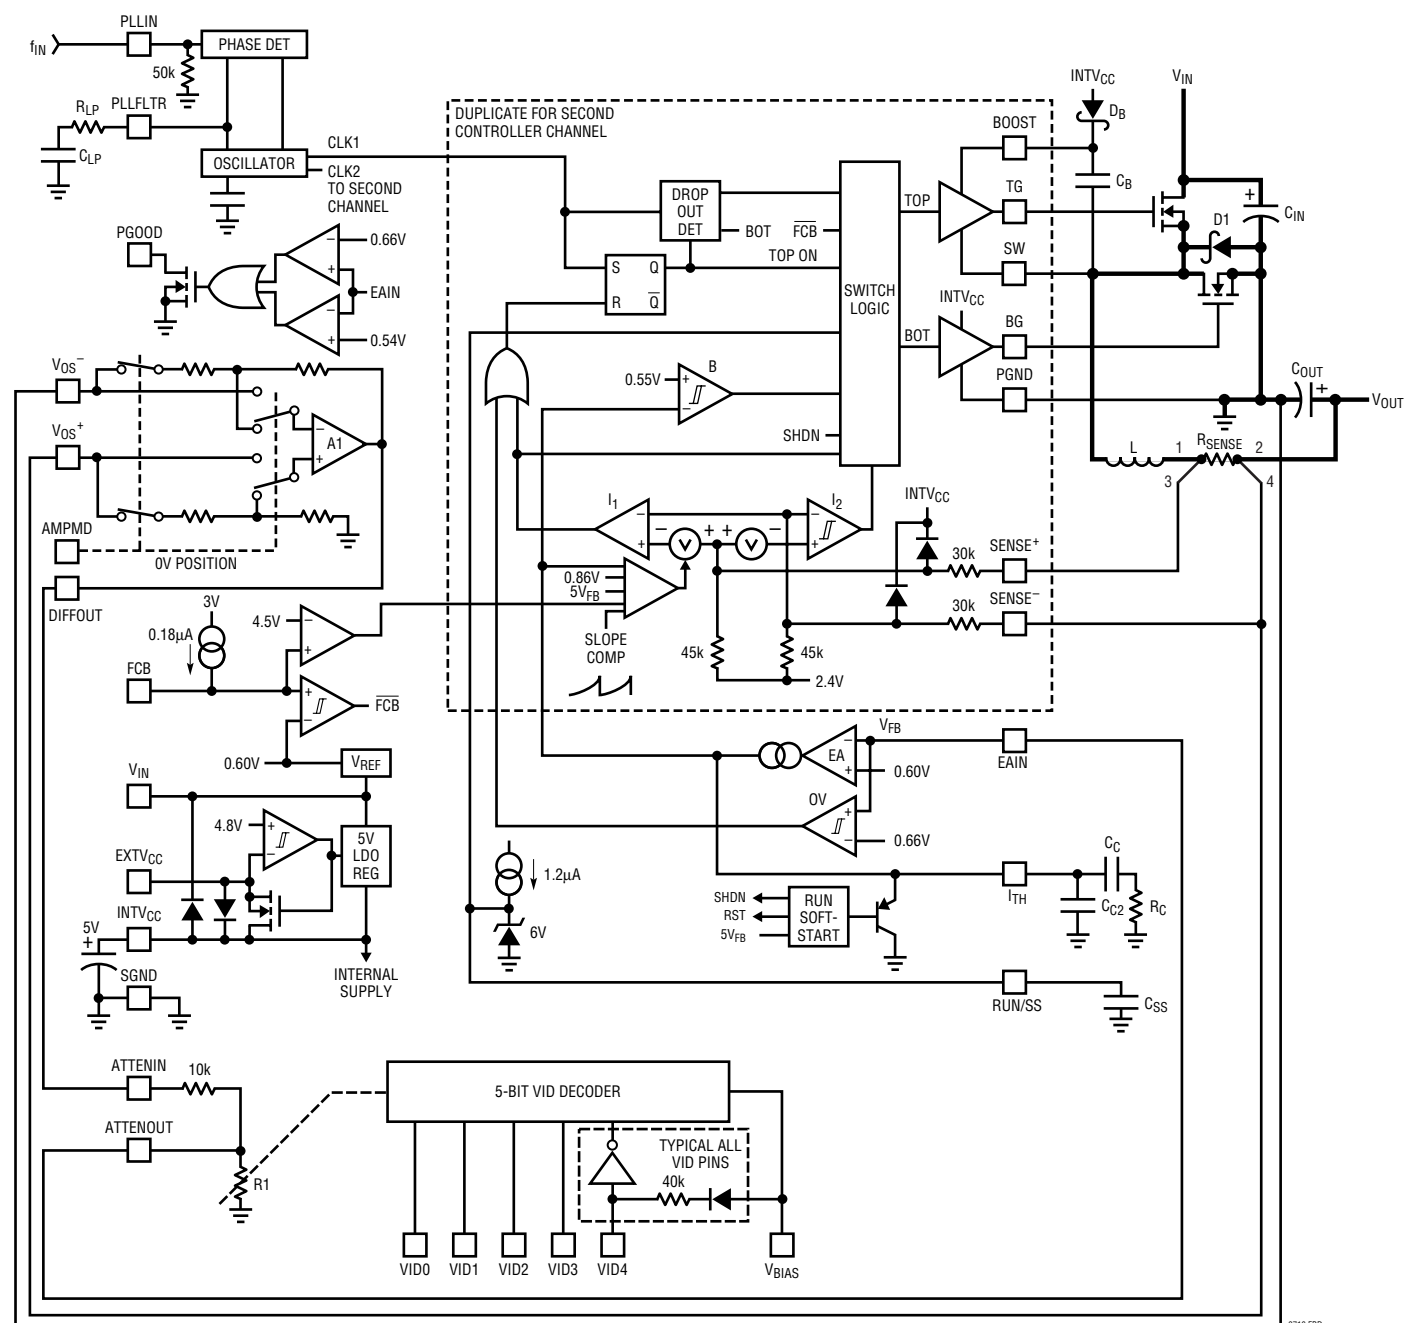 PLLIN
fIN
PHASE DET
50k
RLP
PLLFLTR
CLP
OSCILLATOR
CLK1
CLK2
TO SECOND
CHANNEL
DUPLICATE FOR SECOND
CONTROLLER CHANNEL
INTVCC
VIN
DB
BOOST
CB
TG
TOP
SW
D1
+
CIN
DROP
OUT
DET
BOT
FCB
TOP ON
S
Q
R
Q
SWITCH
LOGIC
INTVCC
BOT
BG
PGND
COUT
+
VOUT
PGOOD
−
0.66V
+
EAIN
−
+
0.54V
VOS−
VOS+
−
A1
+
AMPMD
0V POSITION
DIFFOUT
0.55V
+
B
−
SHDN
I1
−
+
−
+
+
−
I2
−
+
INTVCC
L
1
RSENSE
2
3
4
30k
SENSE+
30k
SENSE−
0.86V
5VFB
SLOPE
COMP
45k
45k
2.4V
3V
0.18µA
4.5V
−
+
FCB
+
−
FCB
0.60V
VREF
VIN
4.8V
+
−
5V
LDO
REG
EXTVCC
INTVCC
5V
+
SGND
INTERNAL
SUPPLY
VFB
EA
−
+
0.60V
EAIN
OV
+
−
0.66V
1.2µA
6V
SHDN
RST
5VFB
RUN
SOFT-
START
ITH
CC
CC2
RC
RUN/SS
CSS
ATTENIN
10k
ATTENOUT
R1
5-BIT VID DECODER
TYPICAL ALL
VID PINS
40k
VID0
VID1
VID2
VID3
VID4
VBIAS